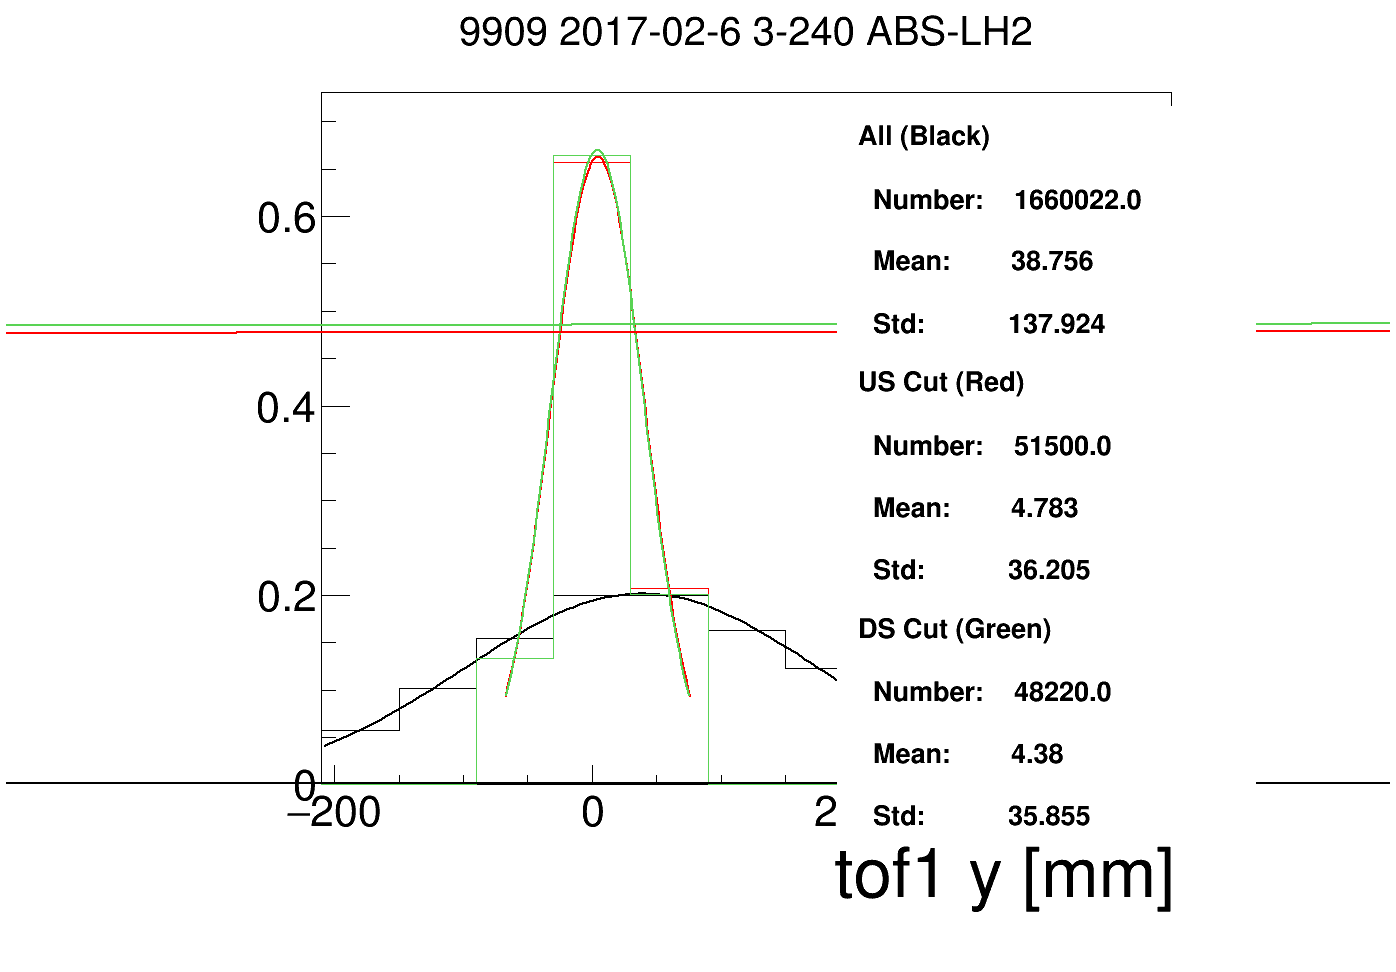 9909 2017-02-6 3-240 ABS-LH2
All (Black)
Number: 1660022.0
Mean: 38.756
Std: 137.924
US Cut (Red)
Number: 51500.0
Mean: 4.783
Std: 36.205
DS Cut (Green)
Number: 48220.0
Mean: 4.38
Std: 35.855
0.6
0.4
0.2
0
−200 0 2
tof1 y [mm]